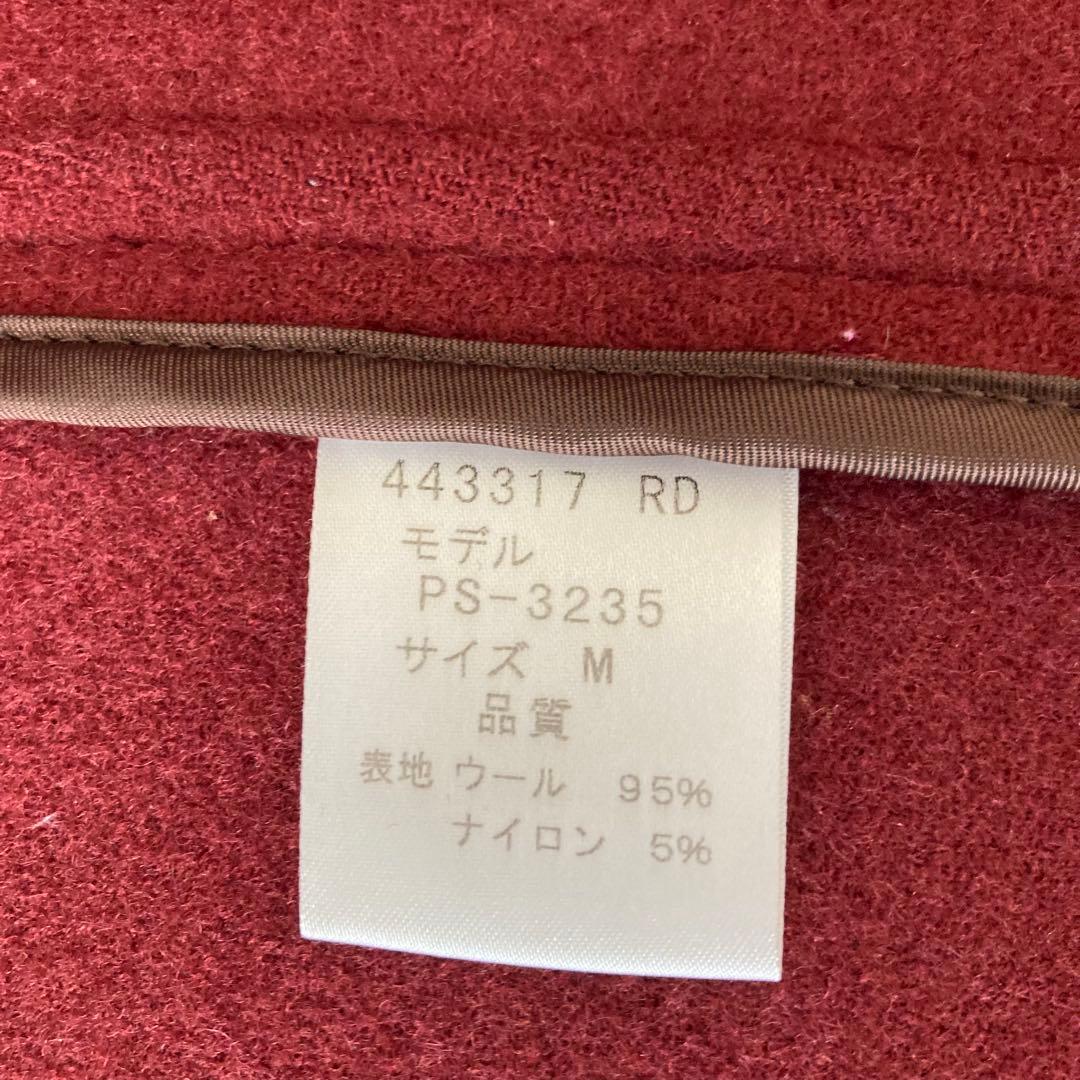 443317 RD
モデル
PS-3235
サイズ M
品質
表地 ウール 95%
ナイロン 5%